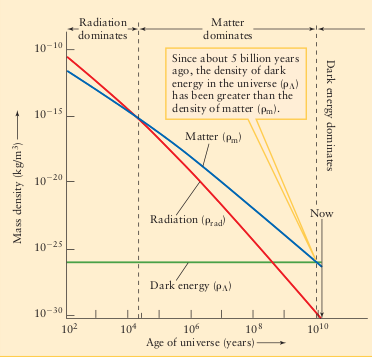 Radiation dominates
Matter dominates
10⁻¹⁰
Since about 5 billion years
ago, the density of dark
energy in the universe (ρΛ)
has been greater than the
density of matter (ρm).
Dark energy dominates
10⁻¹⁵
Matter (ρm)
Mass density (kg/m³)
10⁻²⁰
Radiation (ρrad)
Now
10⁻²⁵
Dark energy (ρΛ)
10⁻³⁰
10² 10⁴ 10⁶ 10⁸ 10¹⁰
Age of universe (years)